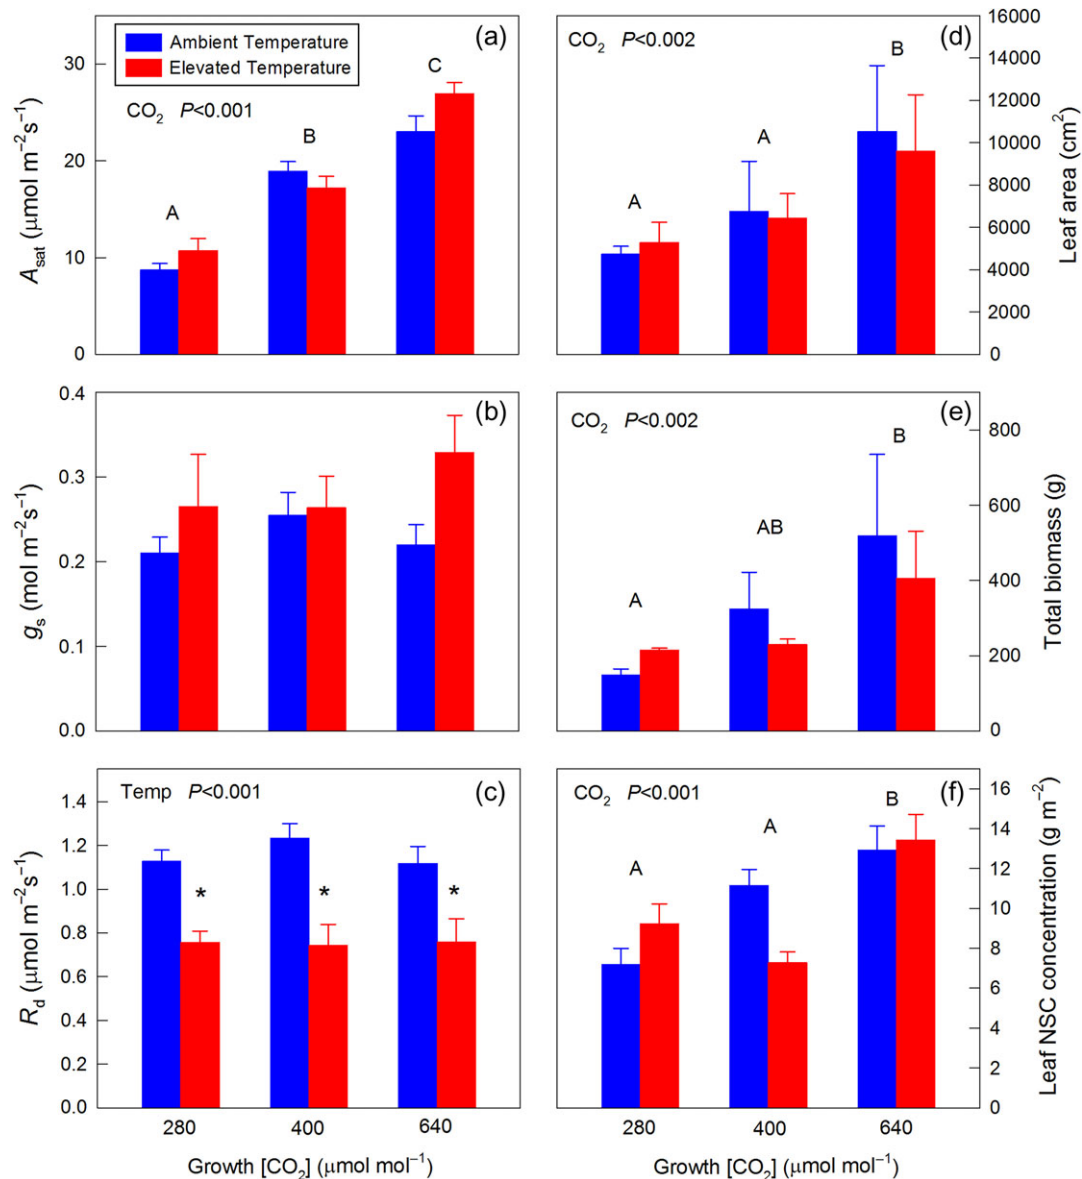 (a)
Ambient Temperature
Elevated Temperature
CO₂ P<0.001
A
B
C
30
20
10
0
A_sat (μmol m⁻²s⁻¹)
(d)
CO₂ P<0.002
A
A
B
16000
14000
12000
10000
8000
6000
4000
2000
0
Leaf area (cm²)
(b)
0.4
0.3
0.2
0.1
0.0
g_s (mol m⁻²s⁻¹)
(e)
CO₂ P<0.002
A
AB
B
800
600
400
200
0
Total biomass (g)
(c)
Temp P<0.001
*
*
*
1.4
1.2
1.0
0.8
0.6
0.4
0.2
0.0
R_d (μmol m⁻²s⁻¹)
280
400
640
Growth [CO₂] (μmol mol⁻¹)
(f)
CO₂ P<0.001
A
A
B
16
14
12
10
8
6
4
2
0
Leaf NSC concentration (g m⁻²)
280
400
640
Growth [CO₂] (μmol mol⁻¹)